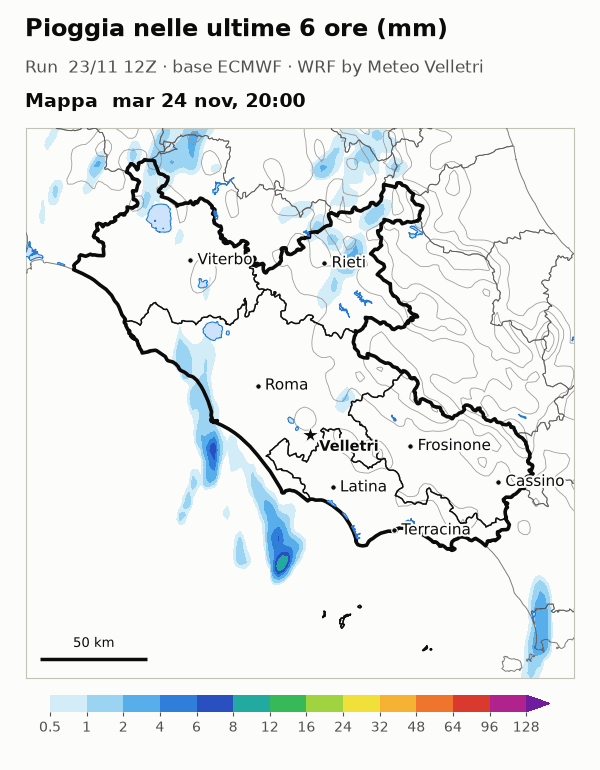 Pioggia nelle ultime 6 ore (mm)
Run  23/11 12Z · base ECMWF · WRF by Meteo Velletri
Mappa  mar 24 nov, 20:00
Viterbo
Rieti
Roma
Velletri
Frosinone
Cassino
Latina
Terracina
50 km
0.5 1 2 4 6 8 12 16 24 32 48 64 96 128